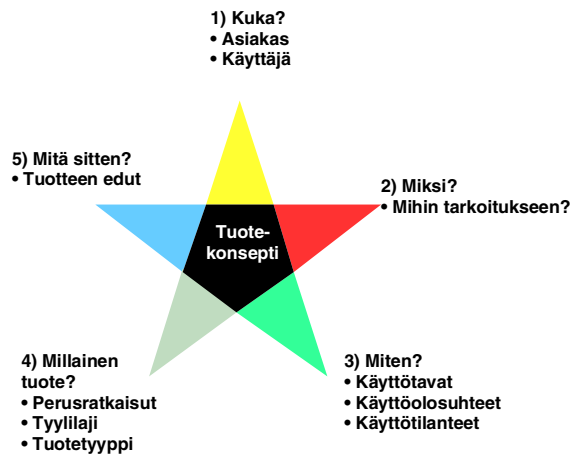 1) Kuka?
• Asiakas
• Käyttäjä
5) Mitä sitten?
• Tuotteen edut
2) Miksi?
• Mihin tarkoitukseen?
Tuote-
konsepti
4) Millainen
tuote?
• Perusratkaisut
• Tyylilaji
• Tuotetyyppi
3) Miten?
• Käyttötavat
• Käyttöolosuhteet
• Käyttötilanteet